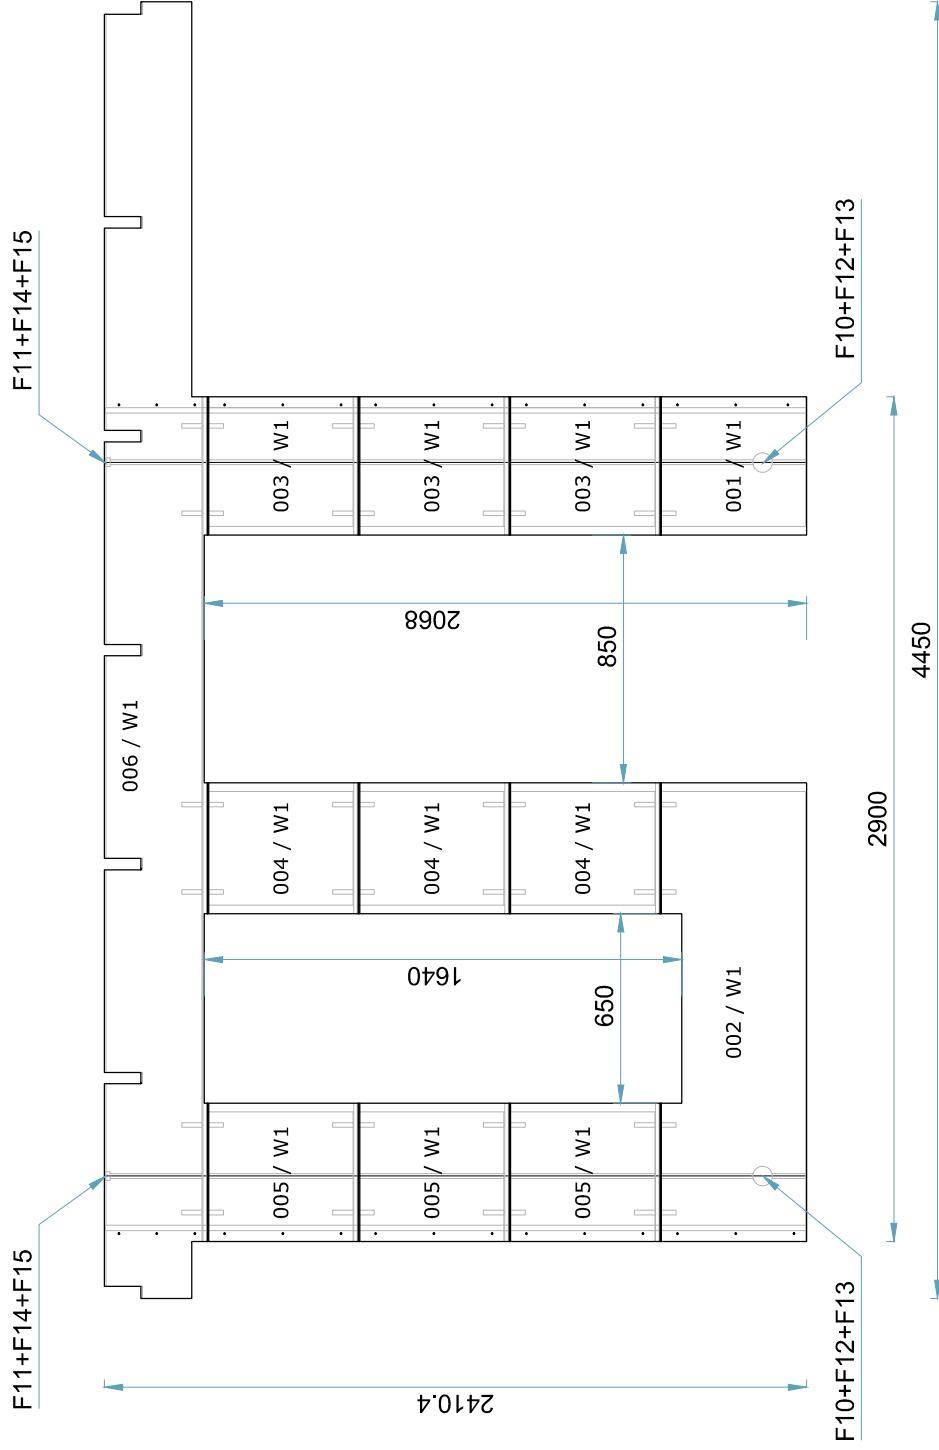 F11+F14+F15
F11+F14+F15
006 / W1
005 / W1
004 / W1
003 / W1
005 / W1
004 / W1
003 / W1
005 / W1
004 / W1
003 / W1
002 / W1
001 / W1
2410.4
1640
2068
650
850
F10+F12+F13
F10+F12+F13
2900
4450